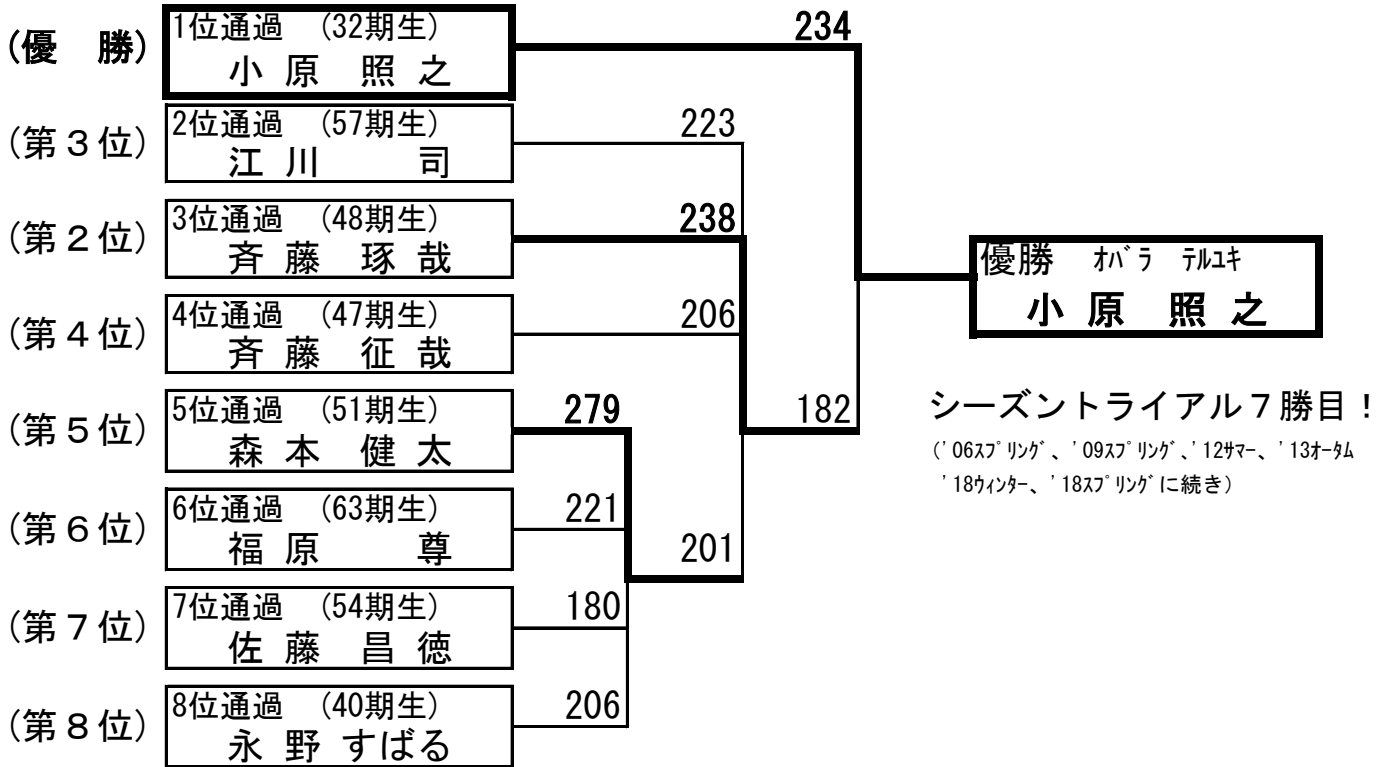 (優　勝)
1位通過　(32期生)
小 原　照 之
234
(第３位)
2位通過　(57期生)
江 川　　司
223
(第２位)
3位通過　(48期生)
斉 藤　琢 哉
238
(第４位)
4位通過　(47期生)
斉 藤　征 哉
206
(第５位)
5位通過　(51期生)
森 本　健 太
279
(第６位)
6位通過　(63期生)
福 原　　尊
221
201
(第７位)
7位通過　(54期生)
佐 藤　昌 徳
180
(第８位)
8位通過　(40期生)
永 野 すばる
206
182
優勝　ｵﾊﾞﾗ　ﾃﾙﾕｷ
小 原　照 之
シーズントライアル７勝目！
('06ｽﾌﾟﾘﾝｸﾞ、'09ｽﾌﾟﾘﾝｸﾞ、'12ｻﾏｰ、'13ｵｰﾀﾑ
'18ｳｨﾝﾀｰ、'18ｽﾌﾟﾘﾝｸﾞに続き)